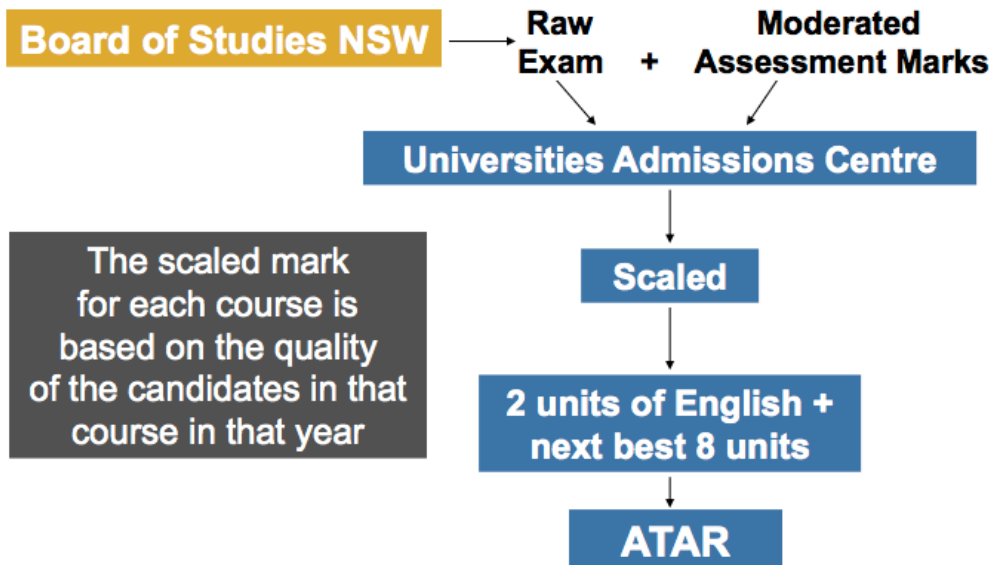 Board of Studies NSW
Raw
Exam
+
Moderated
Assessment Marks
Universities Admissions Centre
The scaled mark
for each course is
based on the quality
of the candidates in that
course in that year
Scaled
2 units of English +
next best 8 units
ATAR